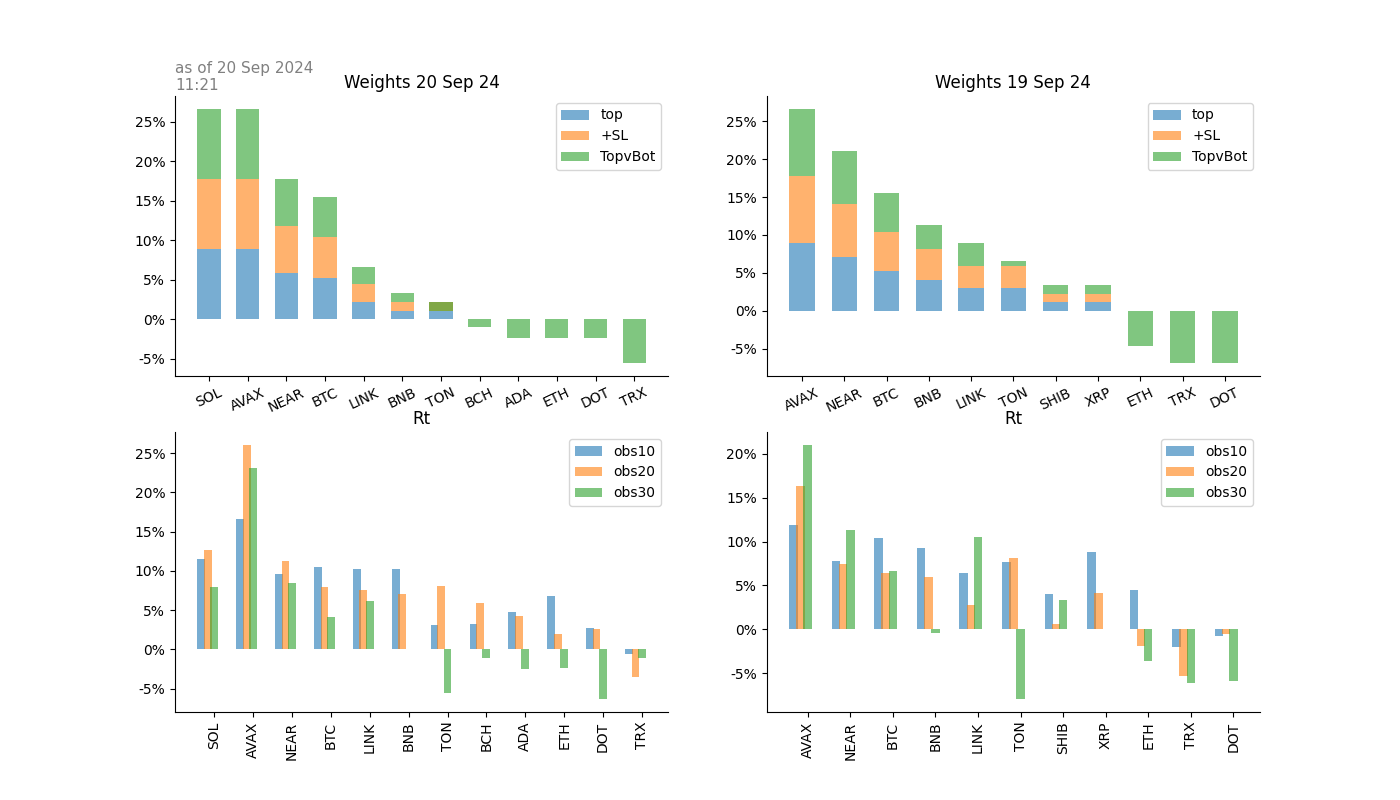 as of 20 Sep 2024
11:21
Weights 20 Sep 24
25%
20%
15%
10%
5%
0%
-5%
top
+SL
TopvBot
SOL AVAX NEAR BTC LINK BNB TON BCH ADA ETH DOT TRX
Weights 19 Sep 24
25%
20%
15%
10%
5%
0%
-5%
top
+SL
TopvBot
AVAX NEAR BTC BNB LINK TON SHIB XRP ETH TRX DOT
Rt
25%
20%
15%
10%
5%
0%
-5%
obs10
obs20
obs30
SOL AVAX NEAR BTC LINK BNB TON BCH ADA ETH DOT TRX
Rt
20%
15%
10%
5%
0%
-5%
obs10
obs20
obs30
AVAX NEAR BTC BNB LINK TON SHIB XRP ETH TRX DOT